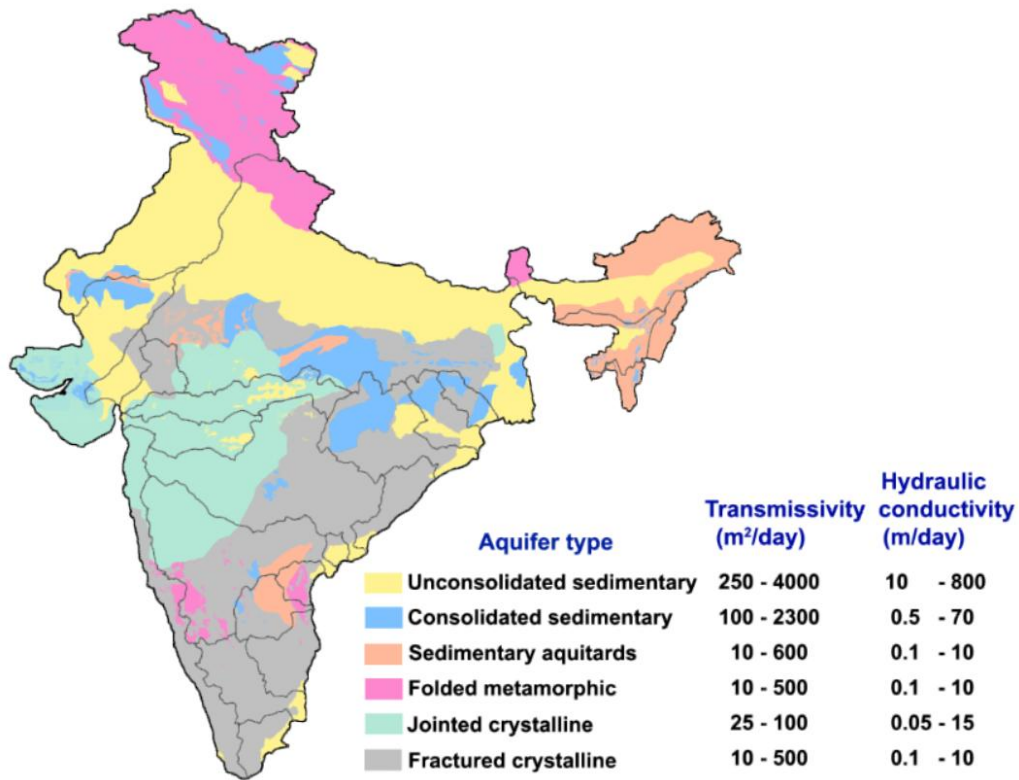 Aquifer type Transmissivity (m²/day) Hydraulic conductivity (m/day)
Unconsolidated sedimentary 250 - 4000 10 - 800
Consolidated sedimentary 100 - 2300 0.5 - 70
Sedimentary aquitards 10 - 600 0.1 - 10
Folded metamorphic 10 - 500 0.1 - 10
Jointed crystalline 25 - 100 0.05 - 15
Fractured crystalline 10 - 500 0.1 - 10